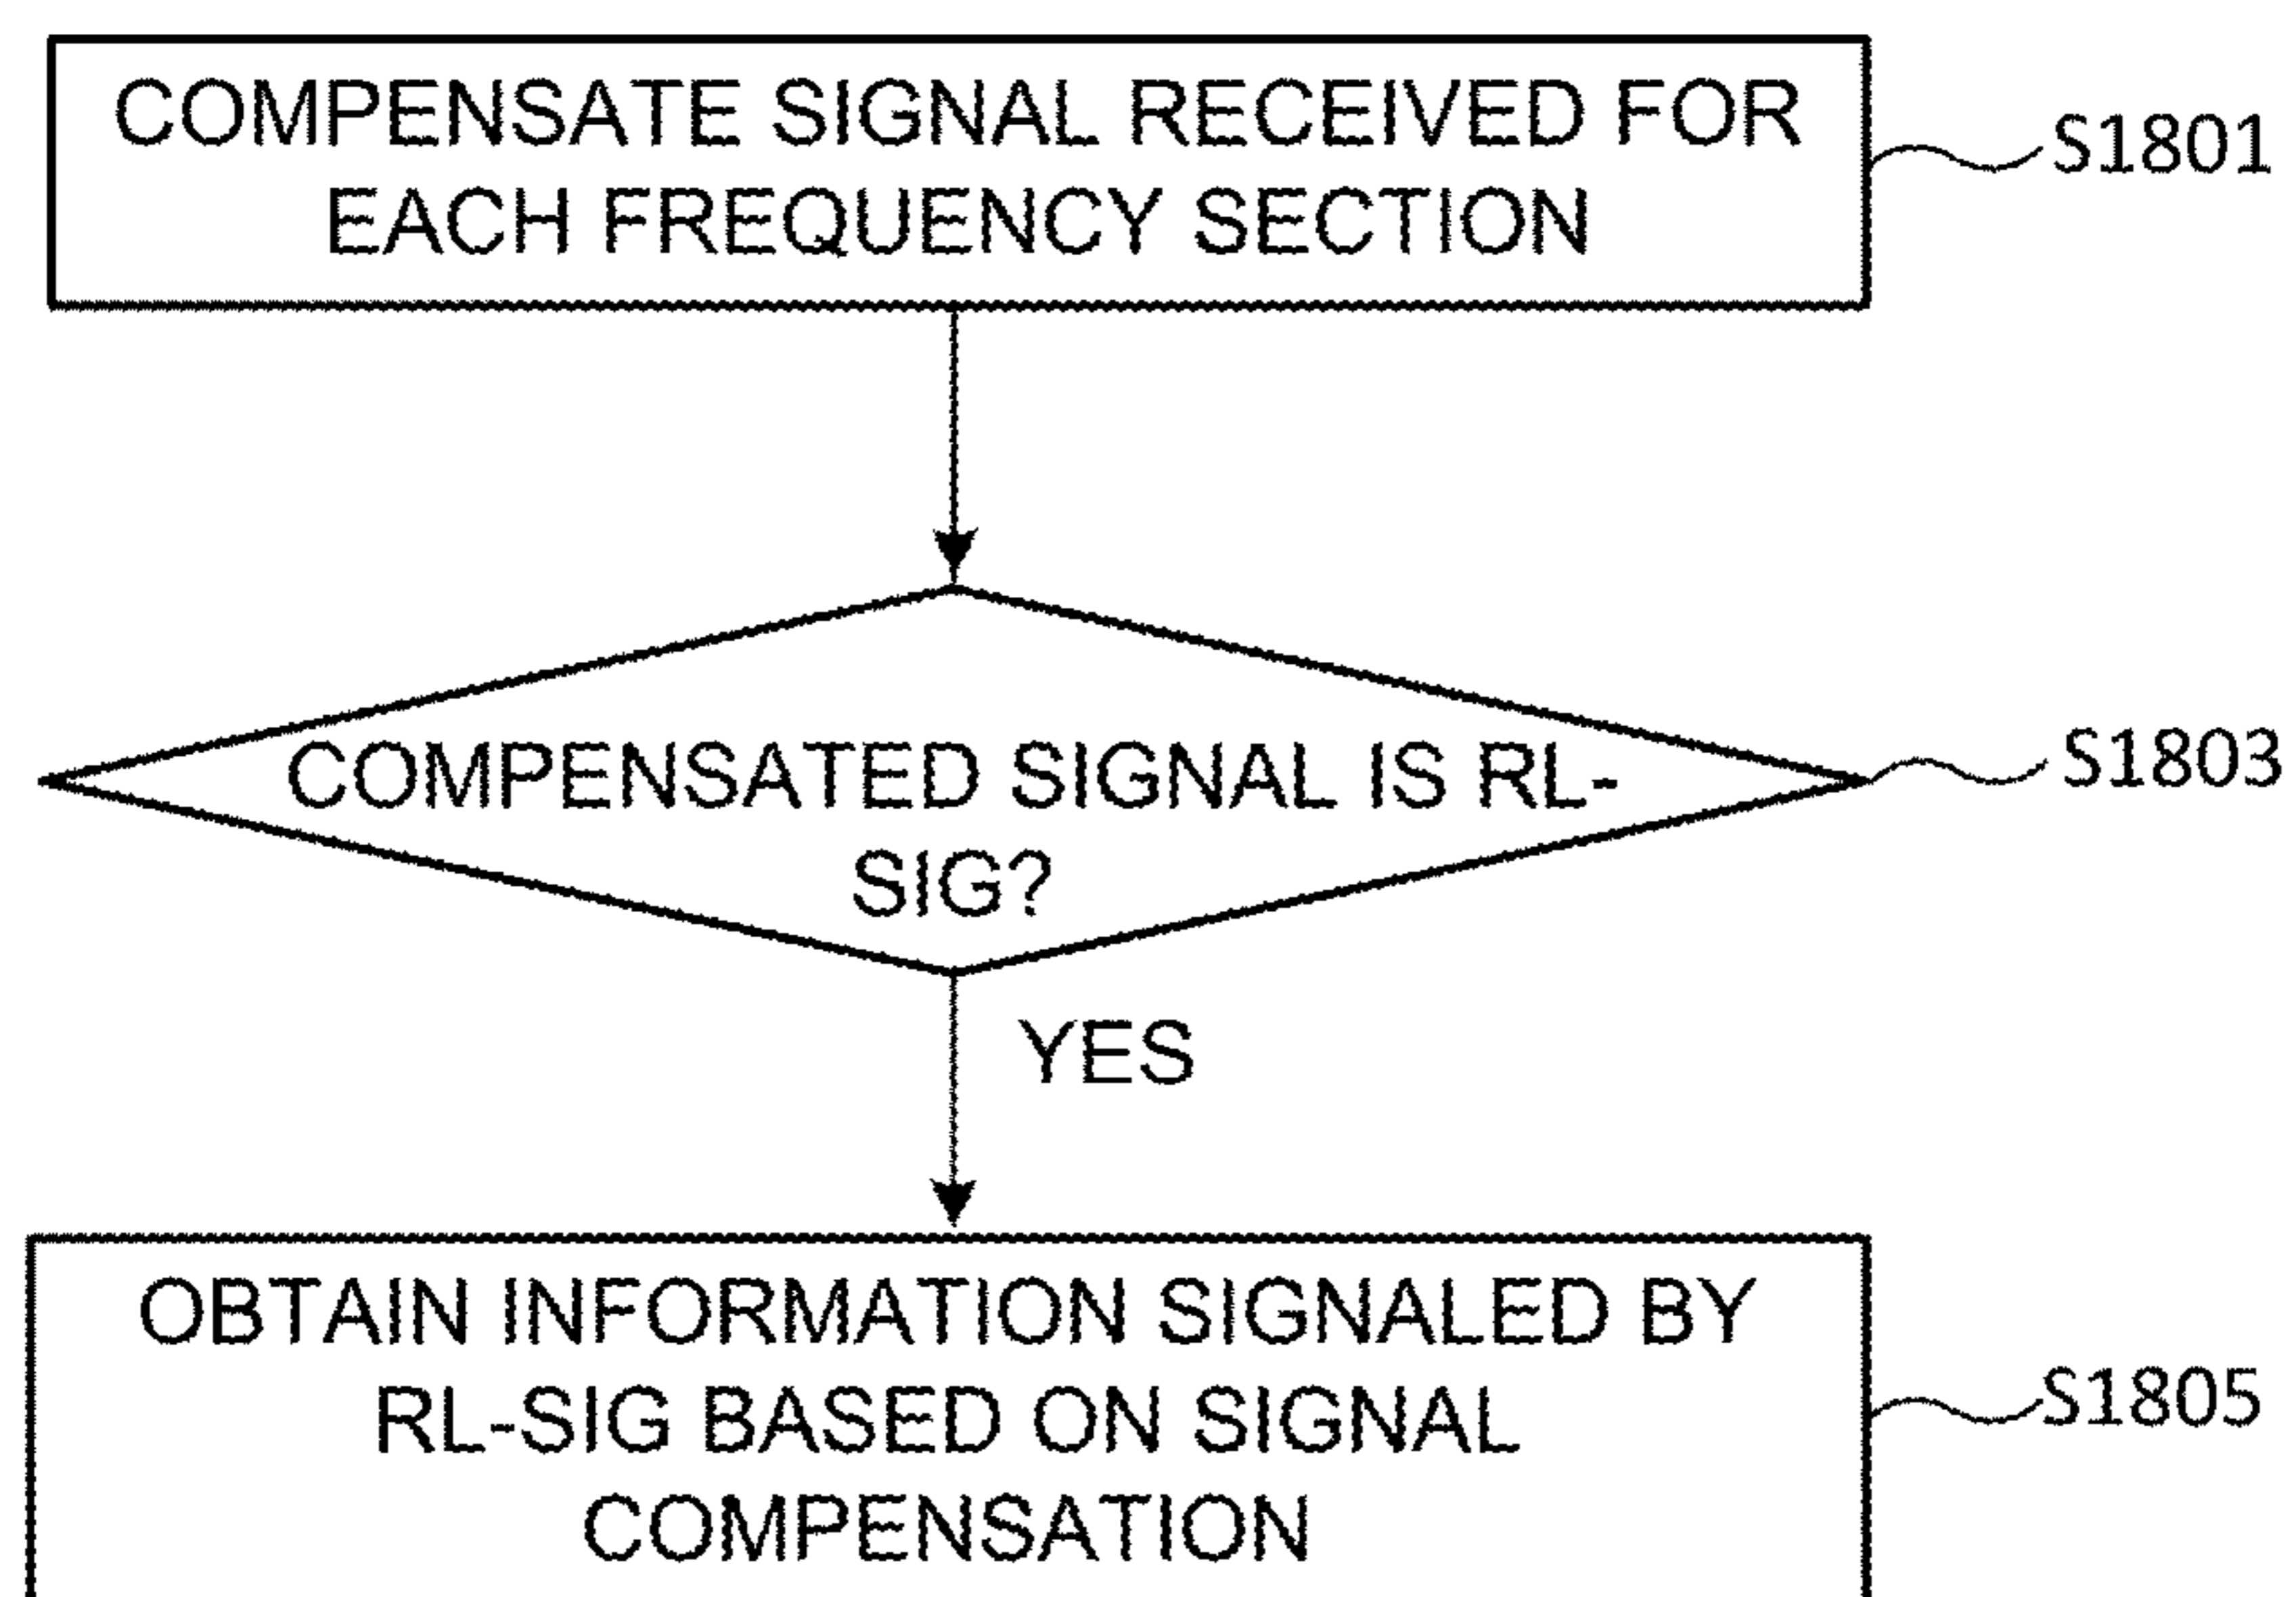 COMPENSATE SIGNAL RECEIVED FOR
EACH FREQUENCY SECTION
S1801
COMPENSATED SIGNAL IS RL-
SIG?
S1803
YES
OBTAIN INFORMATION SIGNALED BY
RL-SIG BASED ON SIGNAL
COMPENSATION
S1805